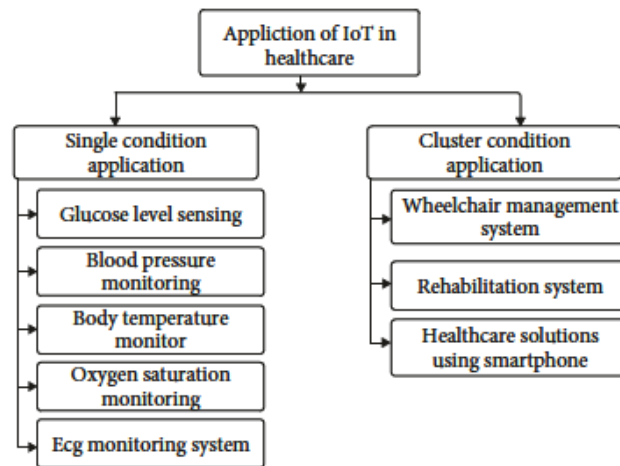 Appliction of IoT in
healthcare
Single condition
application
Glucose level sensing
Blood pressure
monitoring
Body temperature
monitor
Oxygen saturation
monitoring
Ecg monitoring system
Cluster condition
application
Wheelchair management
system
Rehabilitation system
Healthcare solutions
using smartphone